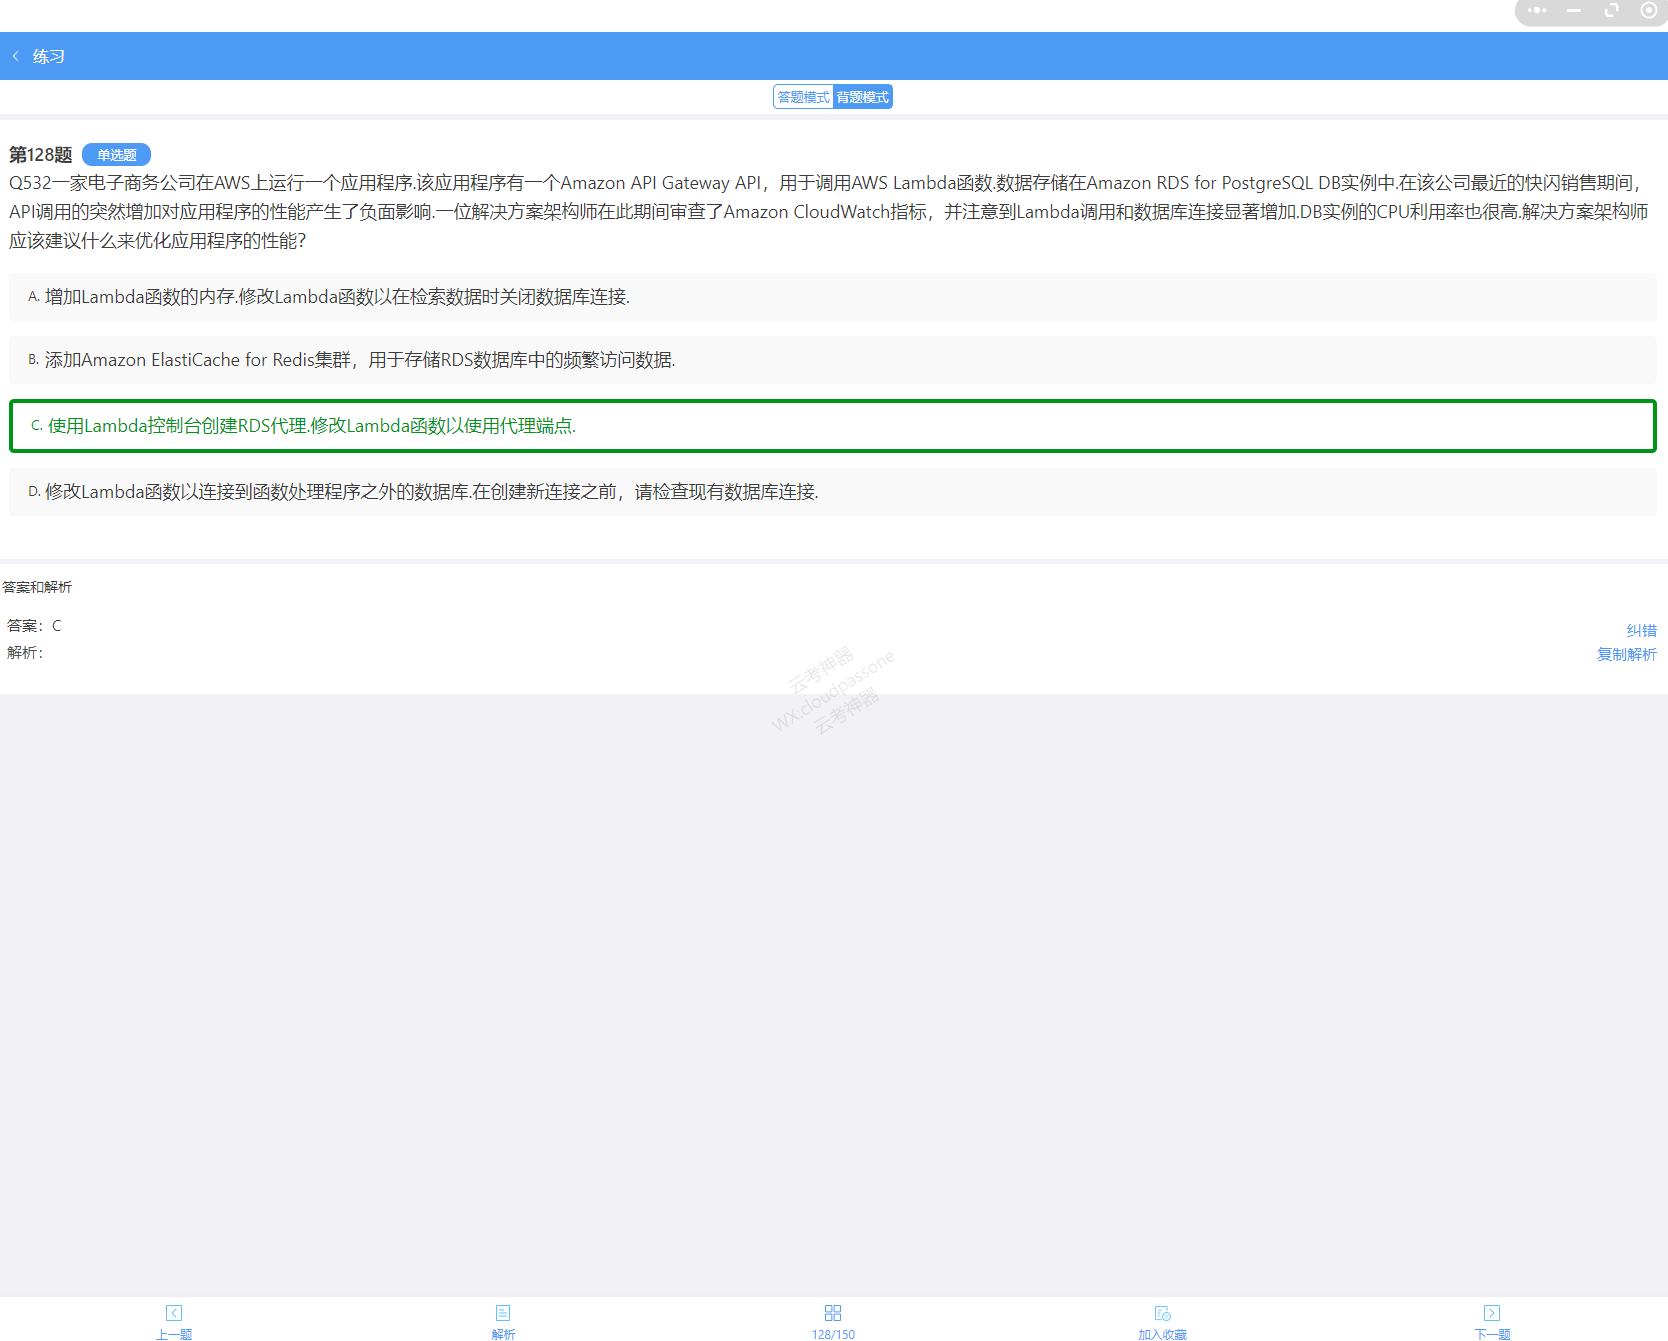 练习
答题模式 背题模式
第128题 单选题
Q532一家电子商务公司在AWS上运行一个应用程序.该应用程序有一个Amazon API Gateway API，用于调用AWS Lambda函数.数据存储在Amazon RDS for PostgreSQL DB实例中.在该公司最近的快闪销售期间，
API调用的突然增加对应用程序的性能产生了负面影响.一位解决方案架构师在此期间审查了Amazon CloudWatch指标，并注意到Lambda调用和数据库连接显著增加.DB实例的CPU利用率也很高.解决方案架构师
应该建议什么来优化应用程序的性能？
A. 增加Lambda函数的内存.修改Lambda函数以在检索数据时关闭数据库连接.
B. 添加Amazon ElastiCache for Redis集群，用于存储RDS数据库中的频繁访问数据.
C. 使用Lambda控制台创建RDS代理.修改Lambda函数以使用代理端点.
D. 修改Lambda函数以连接到函数处理程序之外的数据库.在创建新连接之前，请检查现有数据库连接.
答案和解析
答案：C
纠错
解析：
复制解析
云考神器
WX:cloudpassone
云考神器
上一题 解析 128/150 加入收藏 下一题